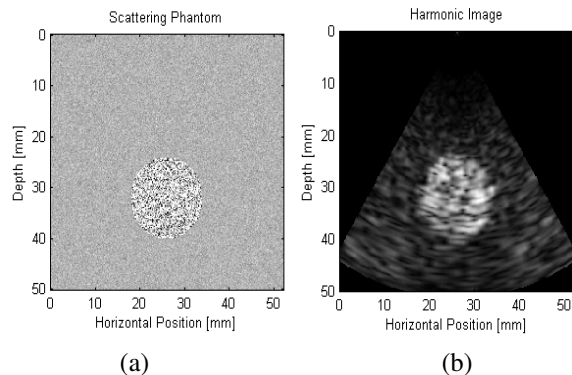 Scattering Phantom
0
10
20
30
40
50
Depth [mm]
0 10 20 30 40 50
Horizontal Position [mm]
(a)
Harmonic Image
0
10
20
30
40
50
Depth [mm]
0 10 20 30 40 50
Horizontal Position [mm]
(b)